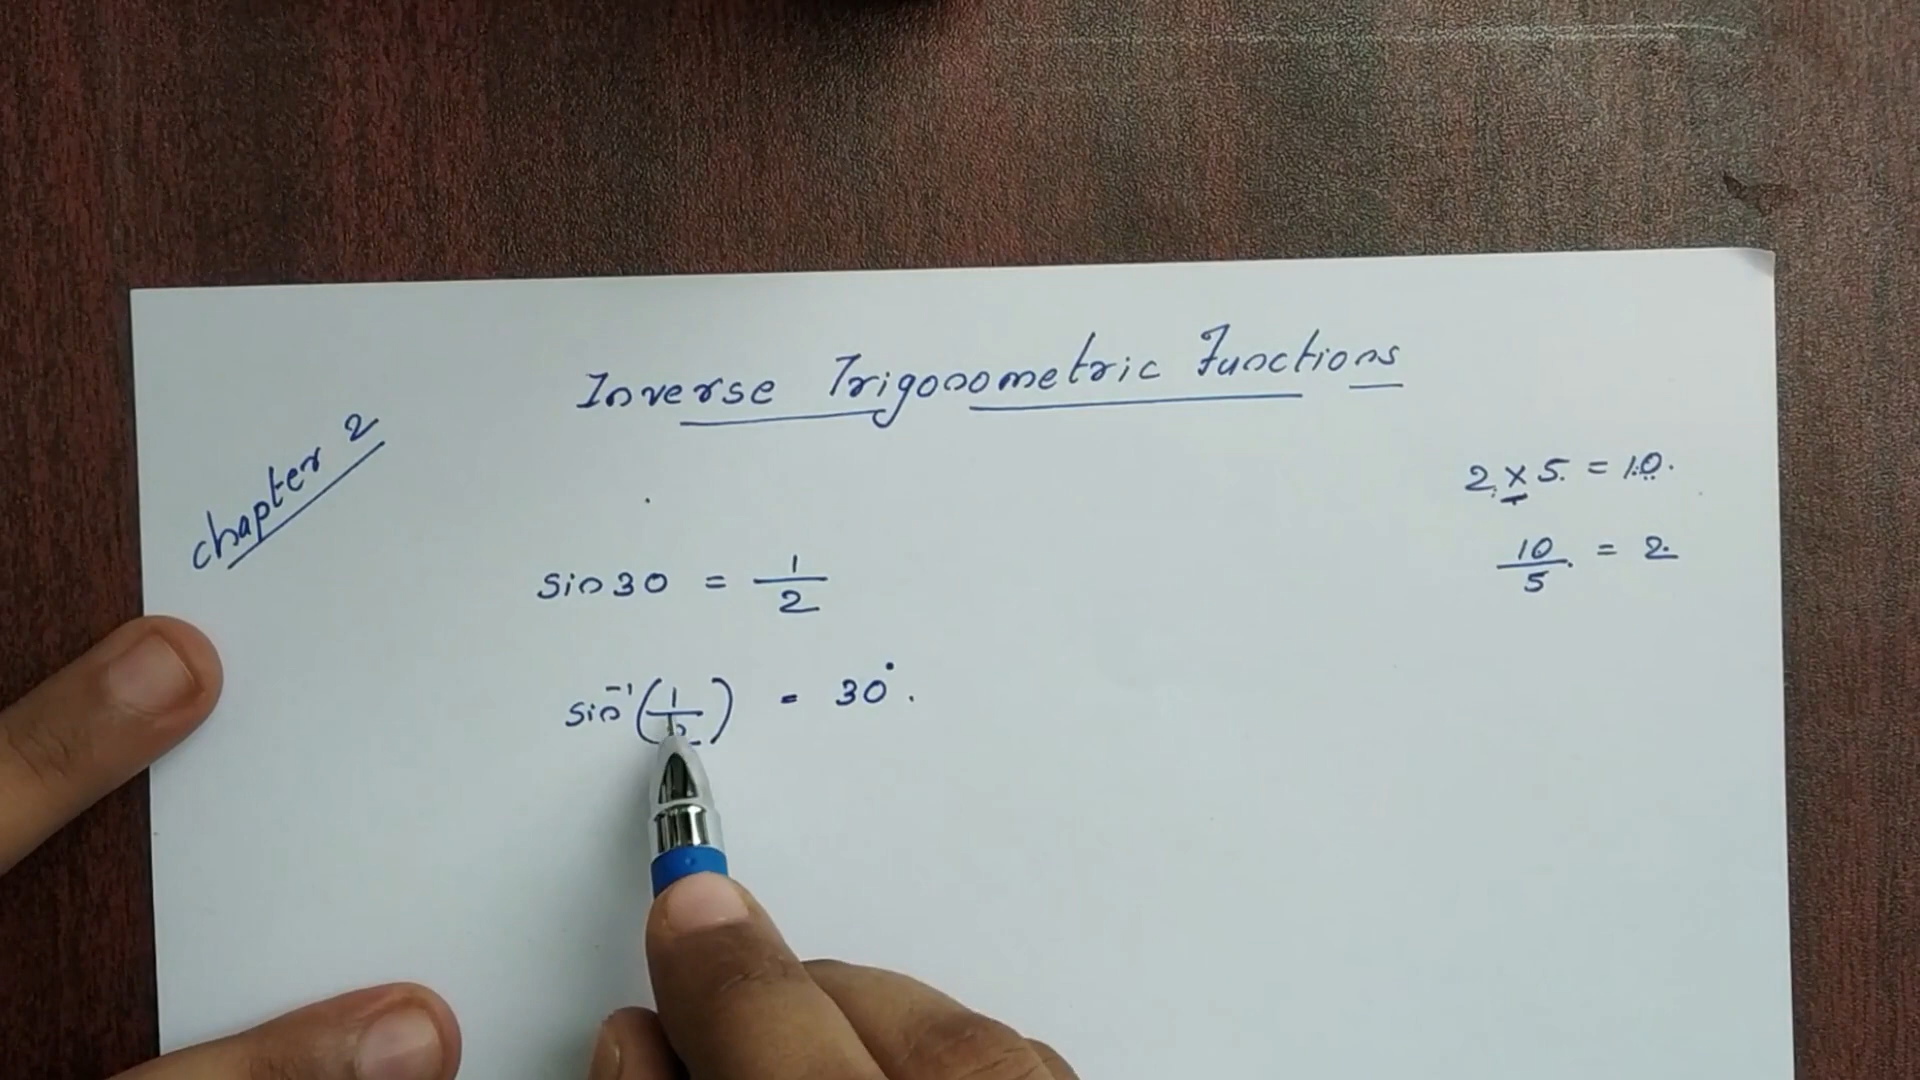 Inverse Trigonometric Functions
chapter 2
2 × 5 = 10.
10/5 = 2
sin 30 = 1/2
sin⁻¹(1/2) = 30°.